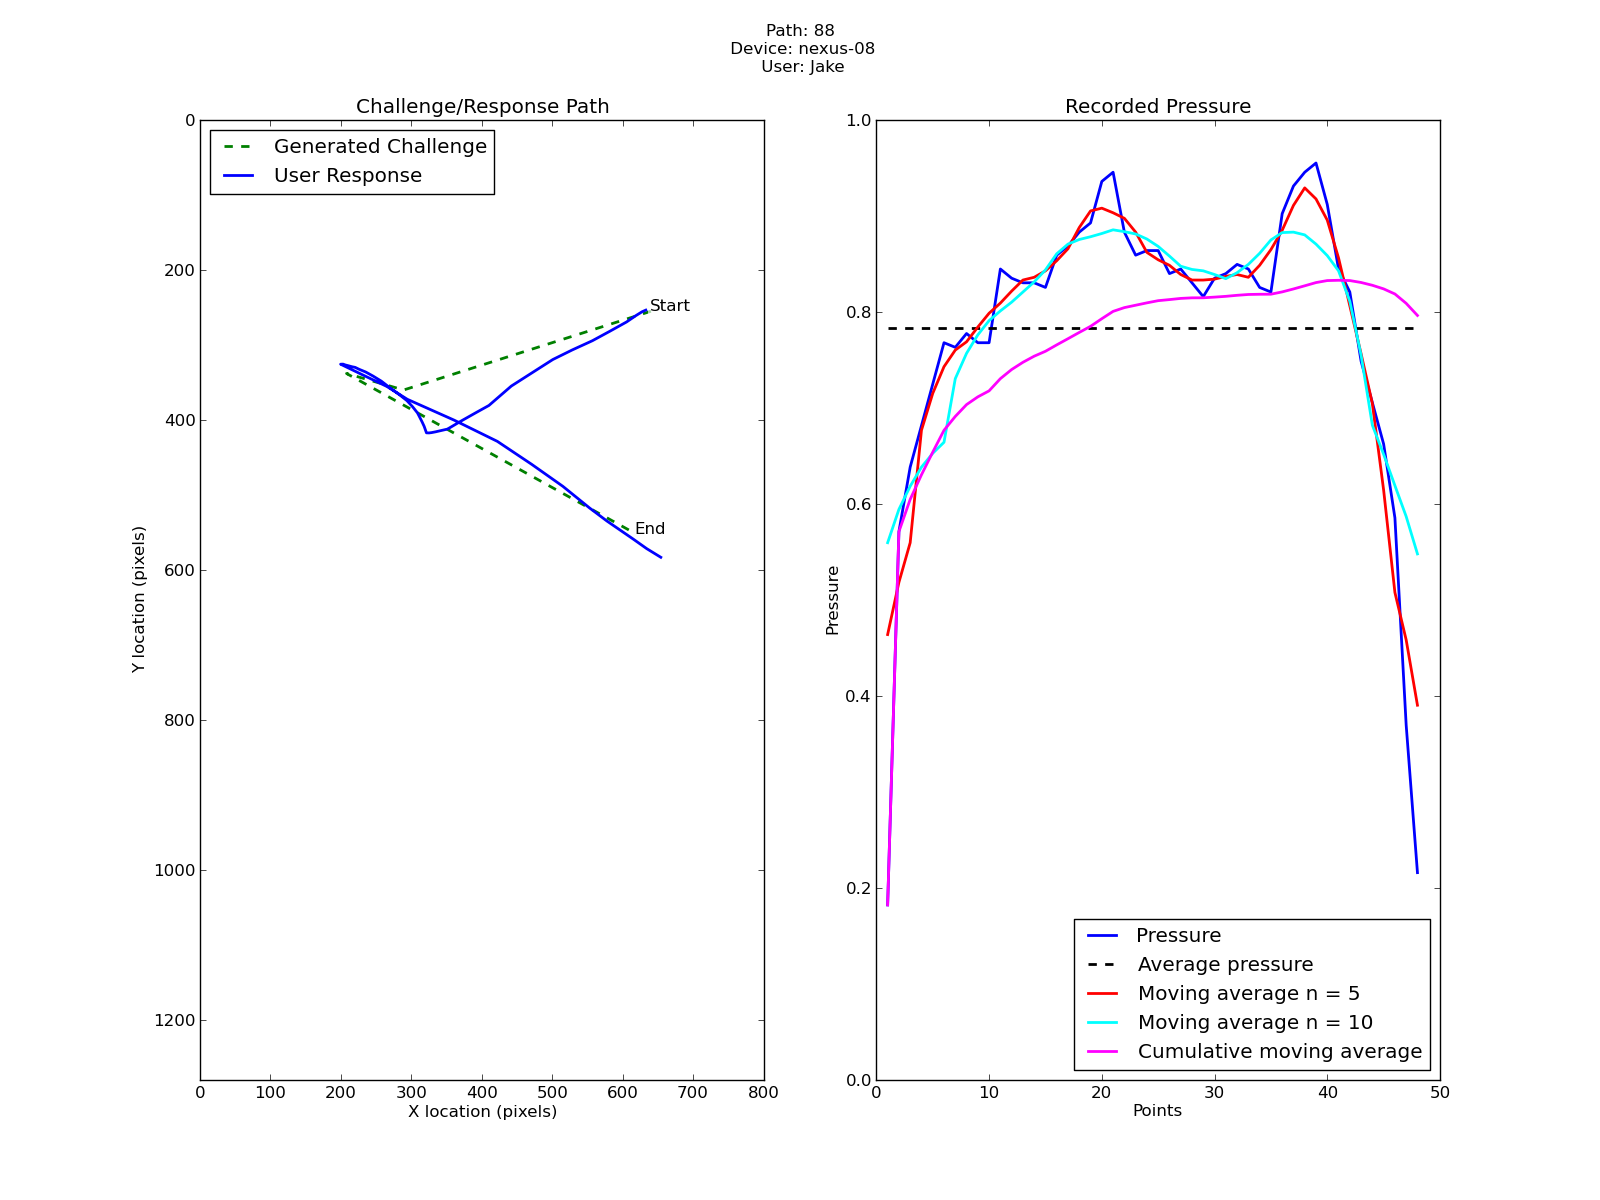 Path: 88
Device: nexus-08
User: Jake
Challenge/Response Path
Generated Challenge
User Response
Start
End
0
200
400
600
800
1000
1200
Y location (pixels)
0 100 200 300 400 500 600 700 800
X location (pixels)
Recorded Pressure
1.0
0.8
0.6
0.4
0.2
0.0
Pressure
Pressure
Average pressure
Moving average n = 5
Moving average n = 10
Cumulative moving average
0 10 20 30 40 50
Points